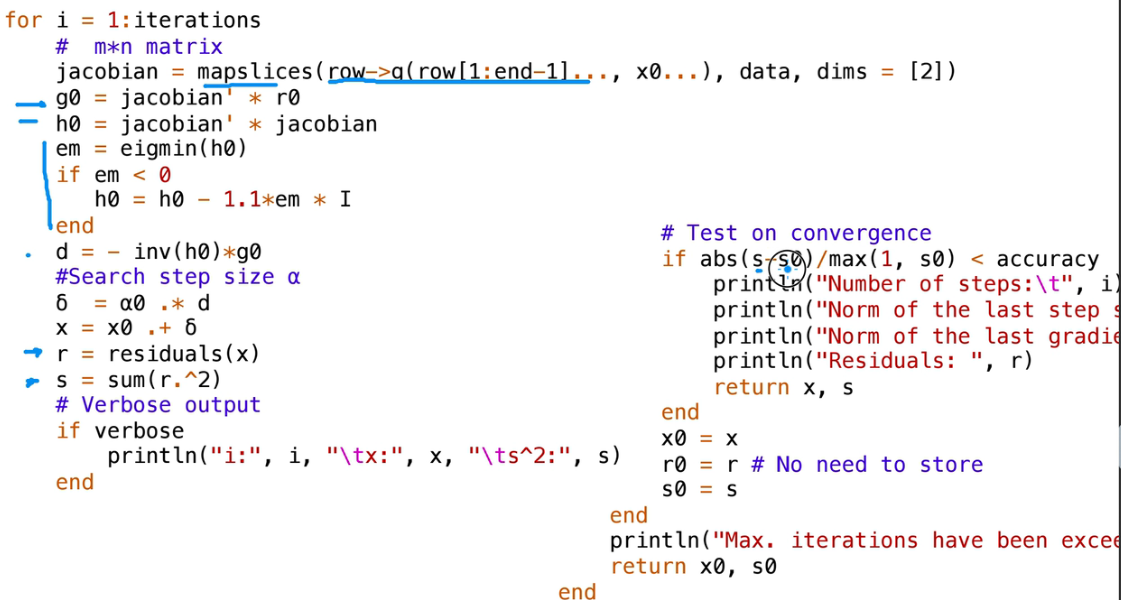 for i = 1:iterations
#  m*n matrix
jacobian = mapslices(row->g(row[1:end-1]..., x0...), data, dims = [2])
g0 = jacobian' * r0
h0 = jacobian' * jacobian
em = eigmin(h0)
if em < 0
h0 = h0 - 1.1*em * I
end
d = - inv(h0)*g0
#Search step size α
δ  = α0 .* d
x = x0 .+ δ
r = residuals(x)
s = sum(r.^2)
# Verbose output
if verbose
println("i:", i, "\tx:", x, "\ts^2:", s)
end
# Test on convergence
if abs(s-s0)/max(1, s0) < accuracy
println("Number of steps:\t", i)
println("Norm of the last step s
println("Norm of the last gradie
println("Residuals: ", r)
return x, s
end
x0 = x
r0 = r # No need to store
s0 = s
end
println("Max. iterations have been excee
return x0, s0
end